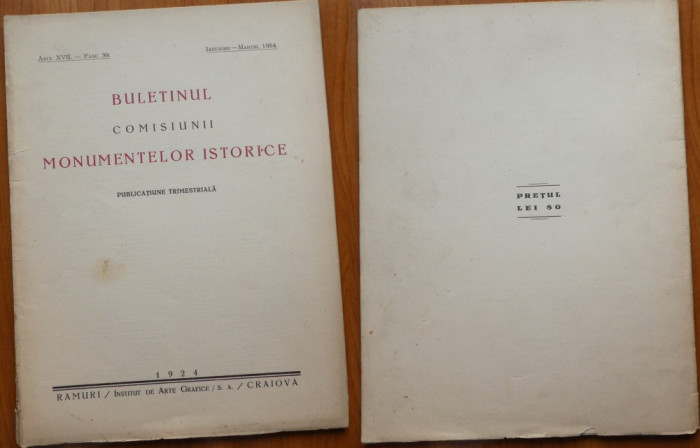 Anul XVII. — Fasc. 39.
Ianuarie — Martie, 1924.
BULETINUL
COMISIUNII
MONUMENTELOR ISTORICE
PUBLICAȚIUNE TRIMESTRIALĂ
1924
RAMURI / INSTITUT DE ARTE GRAFICE / S. A. / CRAIOVA
PREȚUL
LEI 80